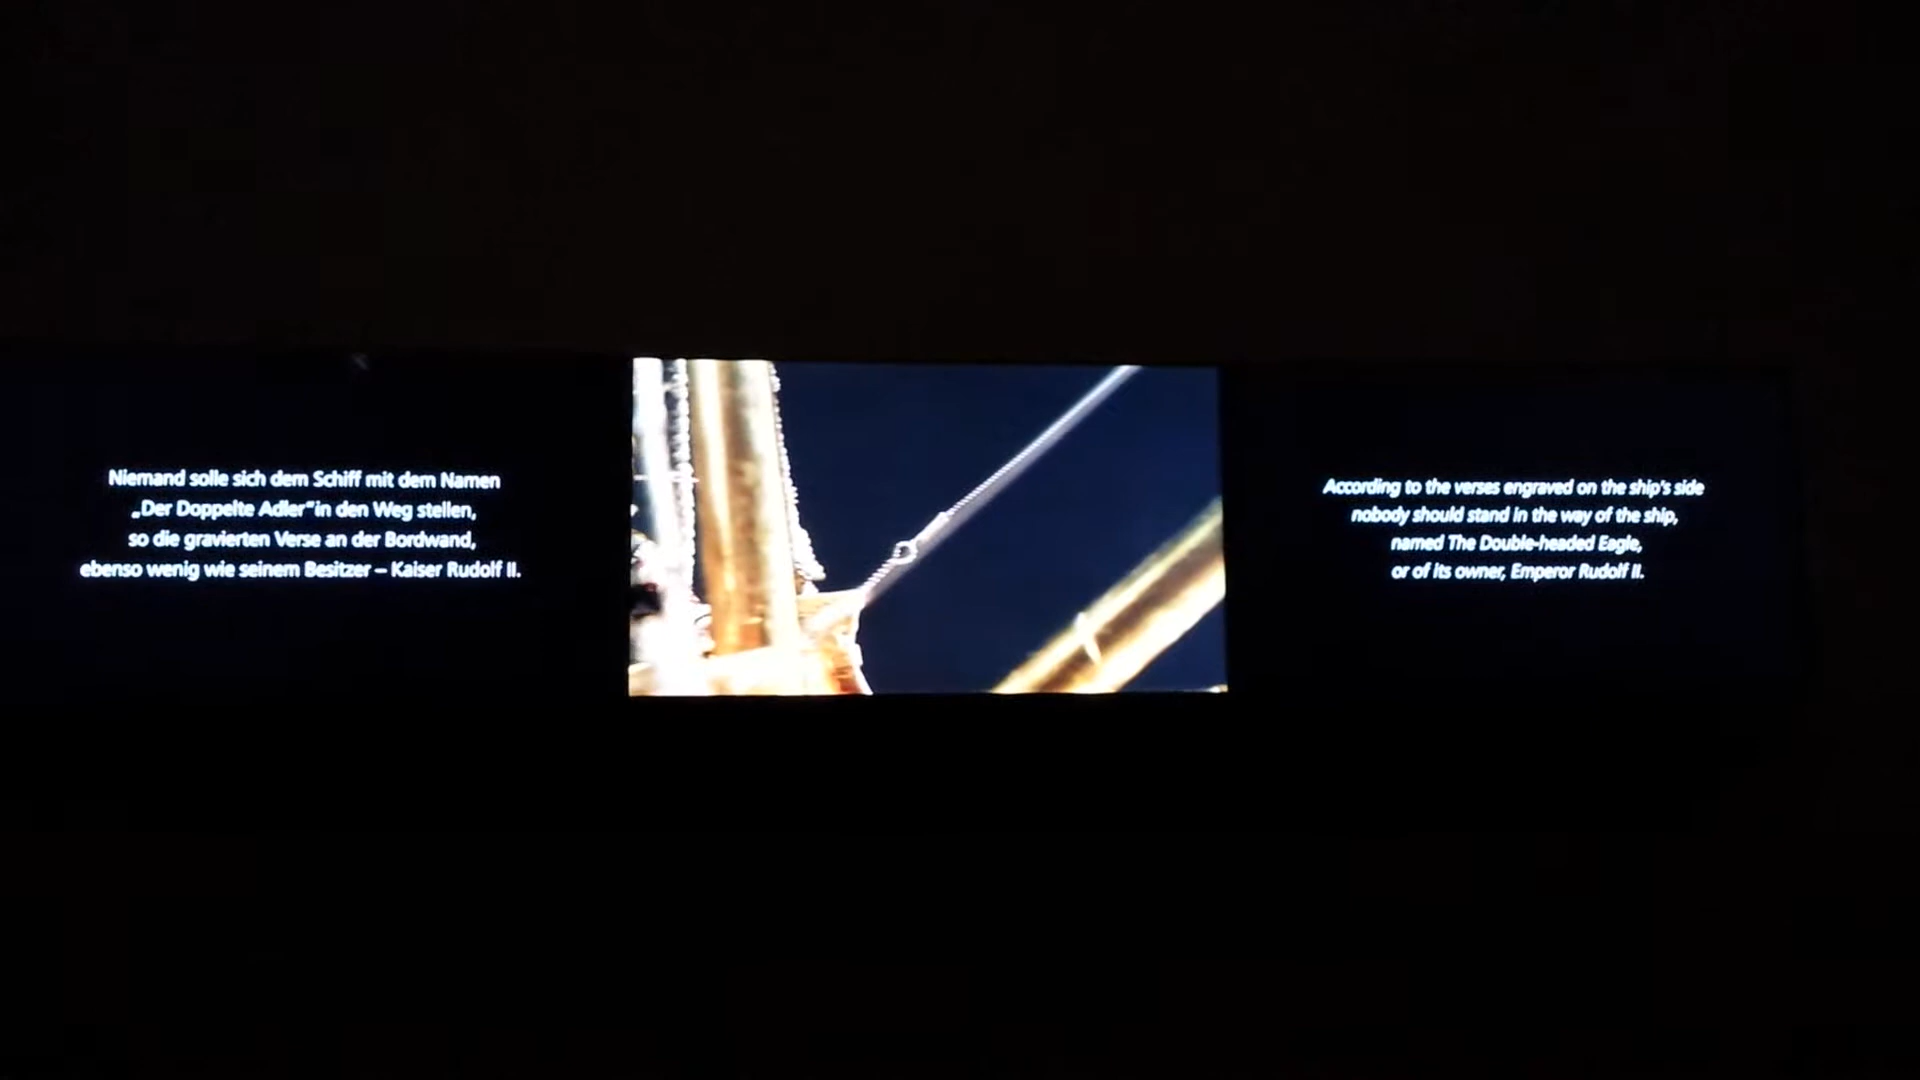 Niemand solle sich dem Schiff mit dem Namen
„Der Doppelte Adler“ in den Weg stellen,
so die gravierten Verse an der Bordwand,
ebenso wenig wie seinem Besitzer – Kaiser Rudolf II.
According to the verses engraved on the ship's side
nobody should stand in the way of the ship,
named The Double-headed Eagle,
or of its owner, Emperor Rudolf II.